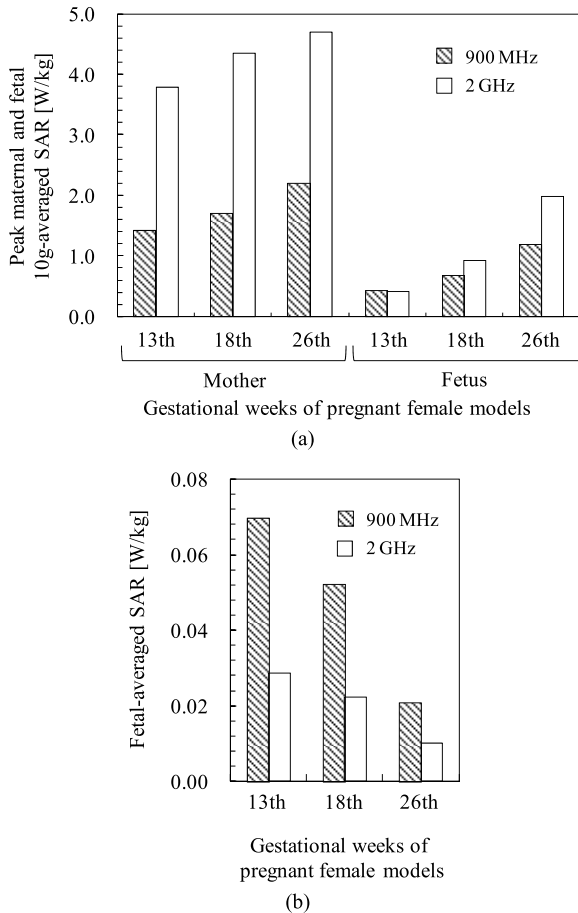 Peak maternal and fetal
10g-averaged SAR [W/kg]
5.0
4.0
3.0
2.0
1.0
0.0
900 MHz
2 GHz
13th 18th 26th 13th 18th 26th
Mother Fetus
Gestational weeks of pregnant female models
(a)
Fetal-averaged SAR [W/kg]
0.08
0.06
0.04
0.02
0.00
900 MHz
2 GHz
13th 18th 26th
Gestational weeks of
pregnant female models
(b)